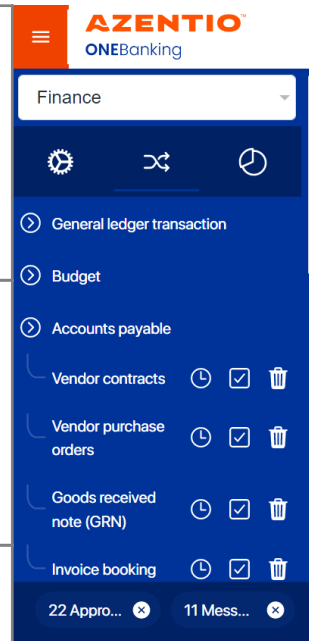 AZENTIO™
ONEBanking
Finance
General ledger transaction
Budget
Accounts payable
Vendor contracts
Vendor purchase
orders
Goods received
note (GRN)
Invoice booking
22 Appro... 11 Mess...